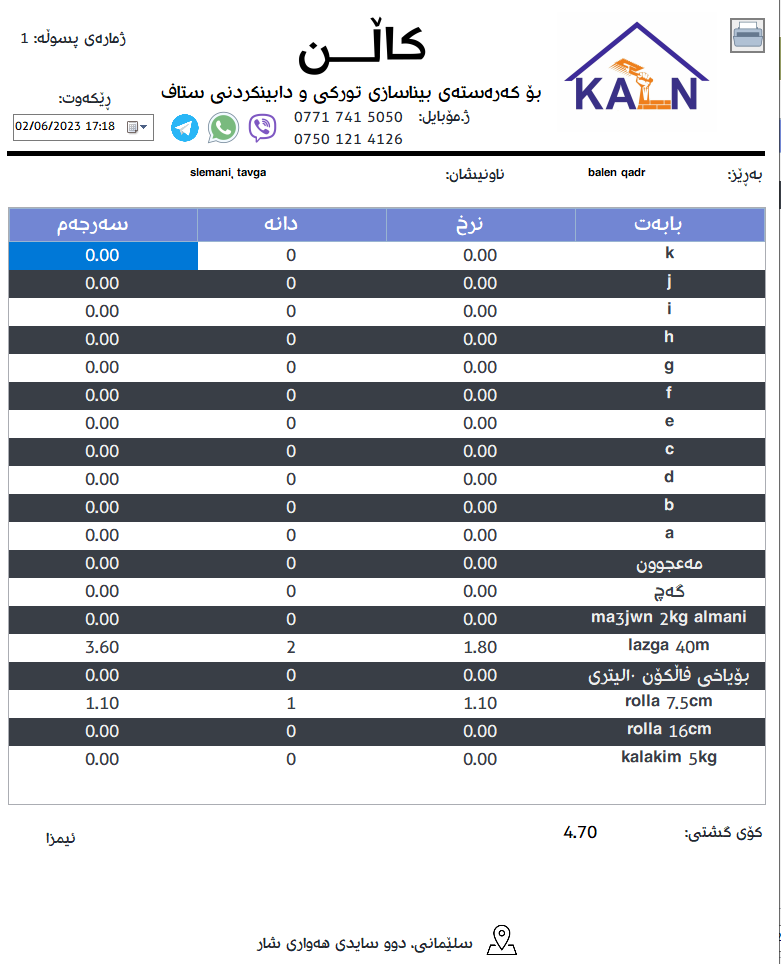 ژمارەی پسوڵە: 1
کاڵــن
KALN
بۆ کەرەستەی بیناسازی تورکی و دابینکردنی ستاف
ڕێکەوت:
02/06/2023 17:18
ژ.مۆبایل: 0771 741 5050
0750 121 4126
بەڕێز: balen qadr ناونیشان: slemani, tavga
بابەت نرخ دانە سەرجەم
k 0.00 0 0.00
j 0.00 0 0.00
i 0.00 0 0.00
h 0.00 0 0.00
g 0.00 0 0.00
f 0.00 0 0.00
e 0.00 0 0.00
c 0.00 0 0.00
d 0.00 0 0.00
b 0.00 0 0.00
a 0.00 0 0.00
مەعجوون 0.00 0 0.00
گەچ 0.00 0 0.00
ma3jwn 2kg almani 0.00 0 0.00
lazga 40m 1.80 2 3.60
بۆیاخی فاڵکۆن ١٠لیتری 0.00 0 0.00
rolla 7.5cm 1.10 1 1.10
rolla 16cm 0.00 0 0.00
kalakim 5kg 0.00 0 0.00
کۆی گشتی: 4.70
ئیمزا
سلێمانی. دوو سایدی هەواری شار